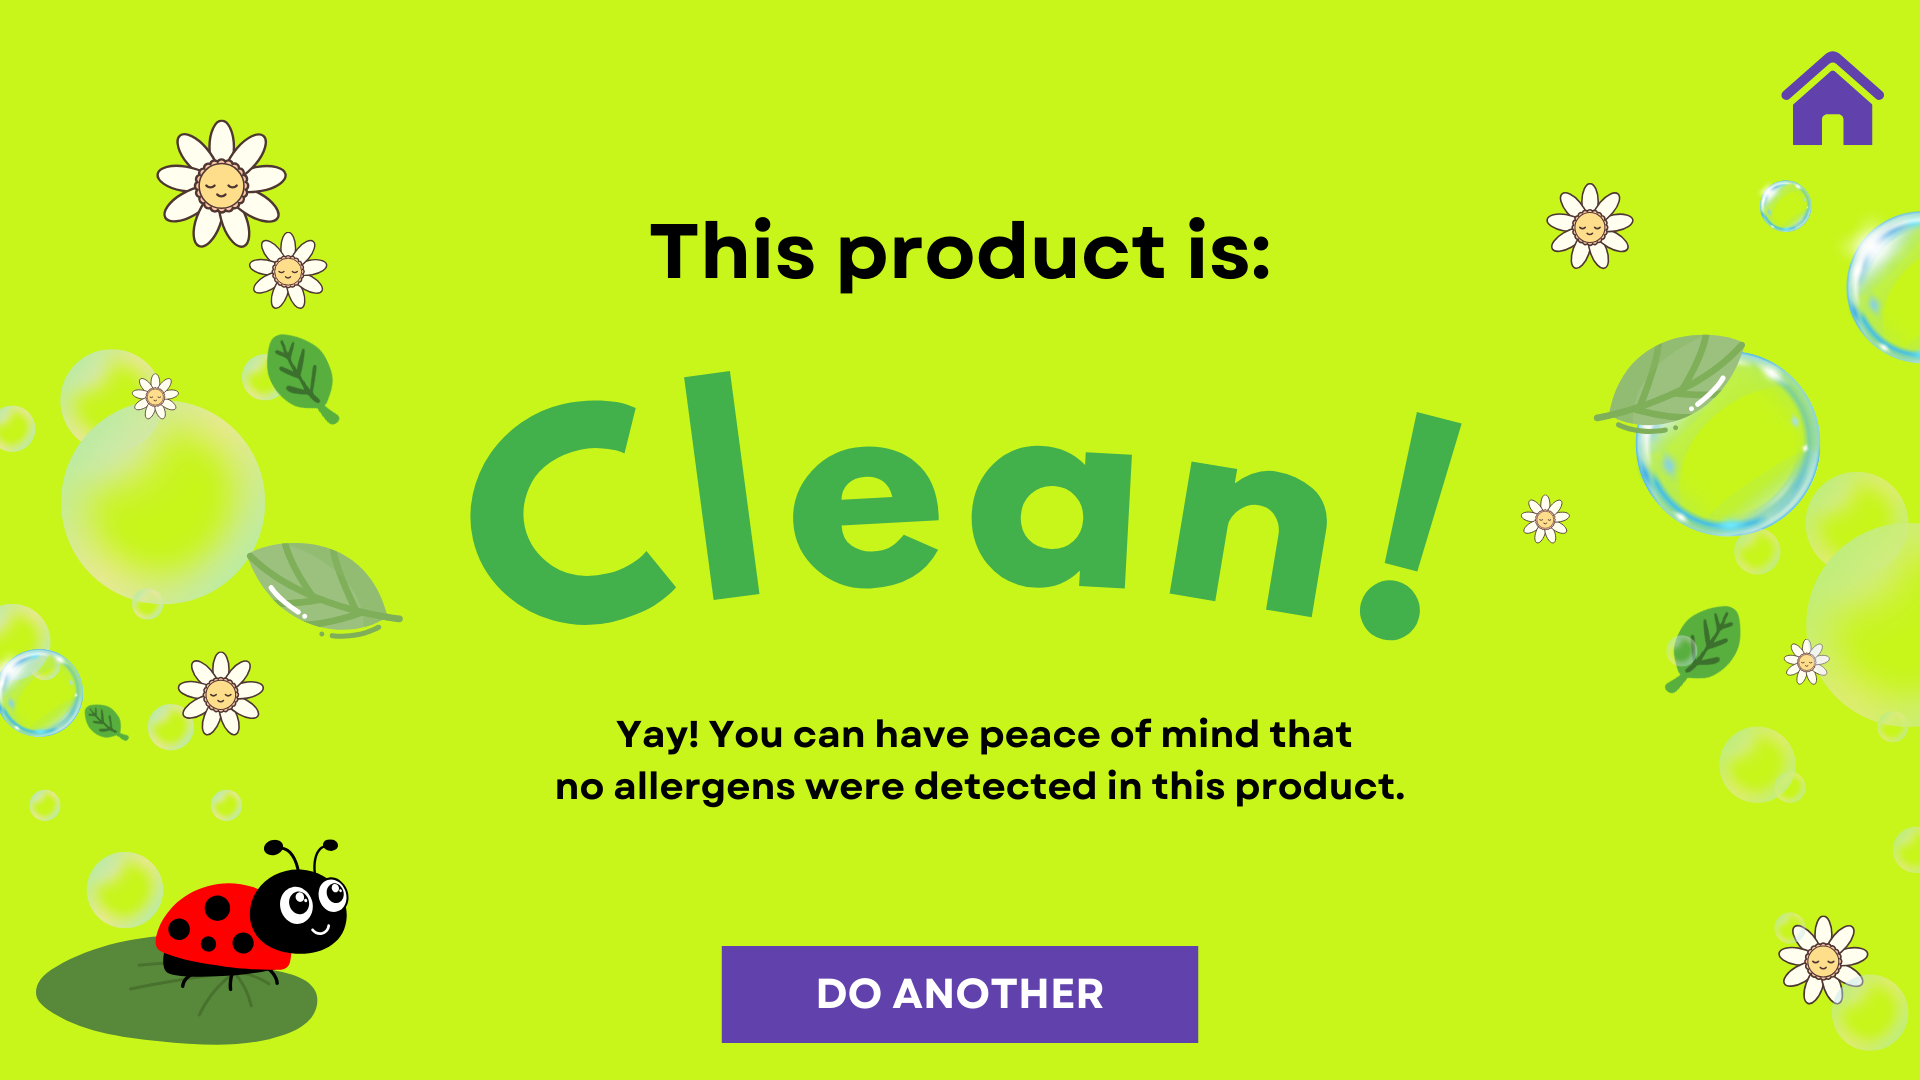 This product is:
Clean!
Yay! You can have peace of mind that
no allergens were detected in this product.
DO ANOTHER